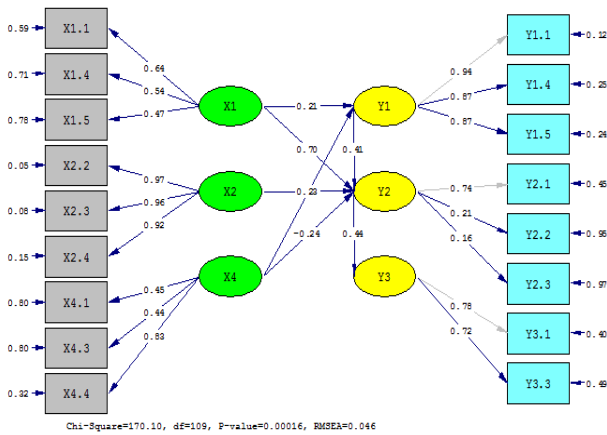 0.59 X1.1
0.71 X1.4
0.78 X1.5
0.05 X2.2
0.08 X2.3
0.15 X2.4
0.80 X4.1
0.80 X4.3
0.32 X4.4
0.64
0.54
0.47
0.97
0.96
0.92
0.45
0.44
0.83
X1
X2
X4
0.21
0.70
0.41
0.23
-0.24
0.44
Y1
Y2
Y3
0.94
0.87
0.87
0.74
0.21
0.16
0.78
0.72
Y1.1 0.12
Y1.4 0.25
Y1.5 0.24
Y2.1 0.45
Y2.2 0.95
Y2.3 0.97
Y3.1 0.40
Y3.3 0.49
Chi-Square=170.10, df=109, P-value=0.00016, RMSEA=0.046